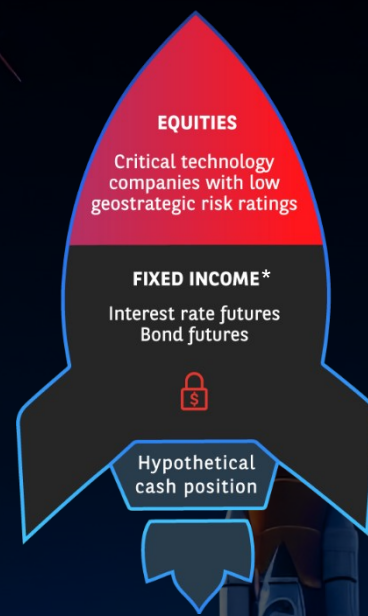 EQUITIES
Critical technology
companies with low
geostrategic risk ratings
FIXED INCOME*
Interest rate futures
Bond futures
$
Hypothetical
cash position